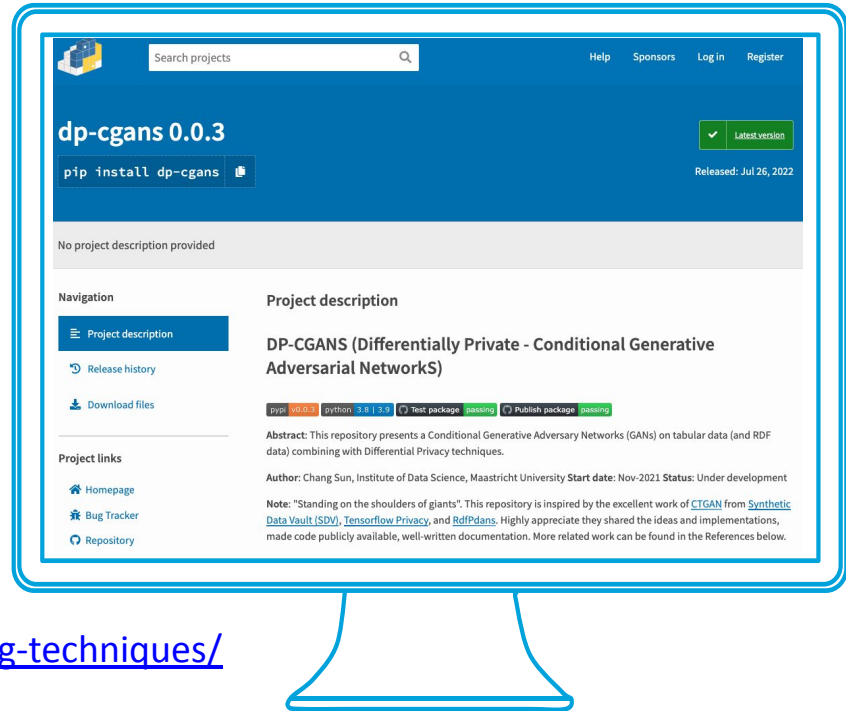 Search projects
Help Sponsors Log in Register
dp-cgans 0.0.3
Latest version
pip install dp-cgans
Released: Jul 26, 2022
No project description provided
Navigation
Project description
Release history
Download files
Project links
Homepage
Bug Tracker
Repository
Project description
DP-CGANS (Differentially Private - Conditional Generative
Adversarial NetworkS)
pypi v0.0.3 python 3.8 | 3.9 Test package passing Publish package passing
Abstract: This repository presents a Conditional Generative Adversary Networks (GANs) on tabular data (and RDF
data) combining with Differential Privacy techniques.
Author: Chang Sun, Institute of Data Science, Maastricht University Start date: Nov-2021 Status: Under development
Note: "Standing on the shoulders of giants". This repository is inspired by the excellent work of CTGAN from Synthetic
Data Vault (SDV), Tensorflow Privacy, and RdfPdans. Highly appreciate they shared the ideas and implementations,
made code publicly available, well-written documentation. More related work can be found in the References below.
g-techniques/